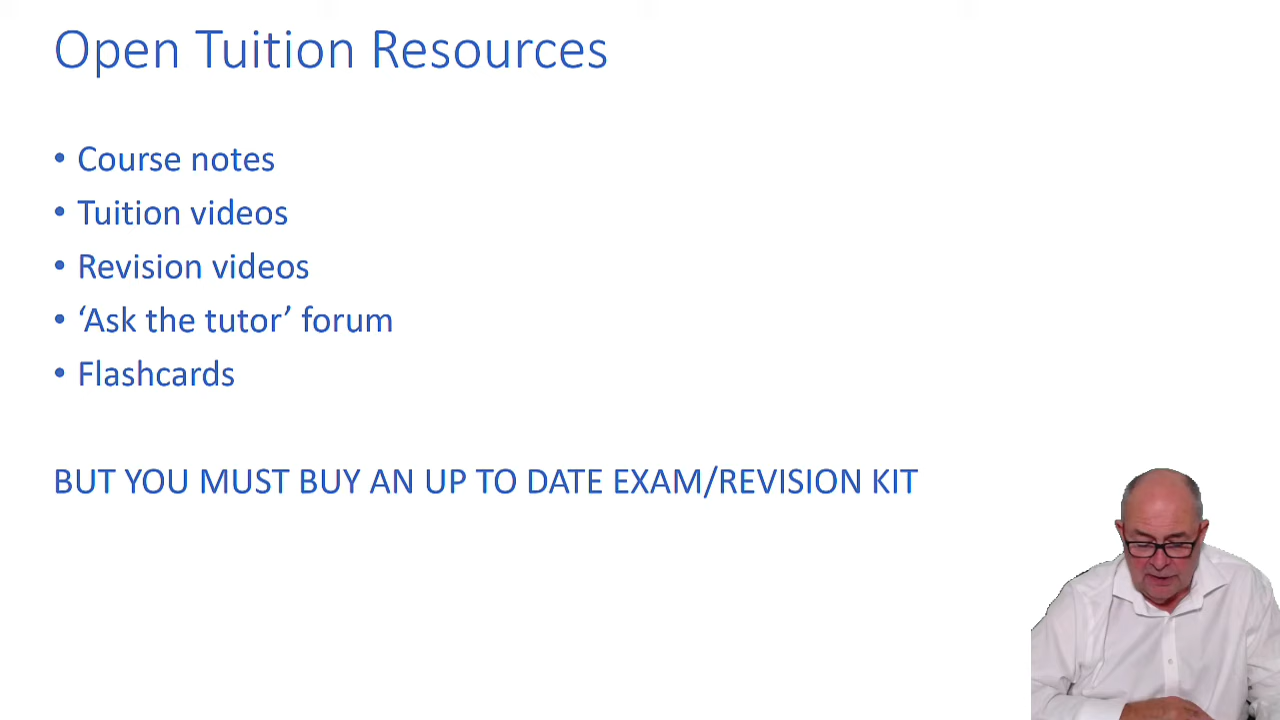 Open Tuition Resources
• Course notes
• Tuition videos
• Revision videos
• ‘Ask the tutor’ forum
• Flashcards
BUT YOU MUST BUY AN UP TO DATE EXAM/REVISION KIT